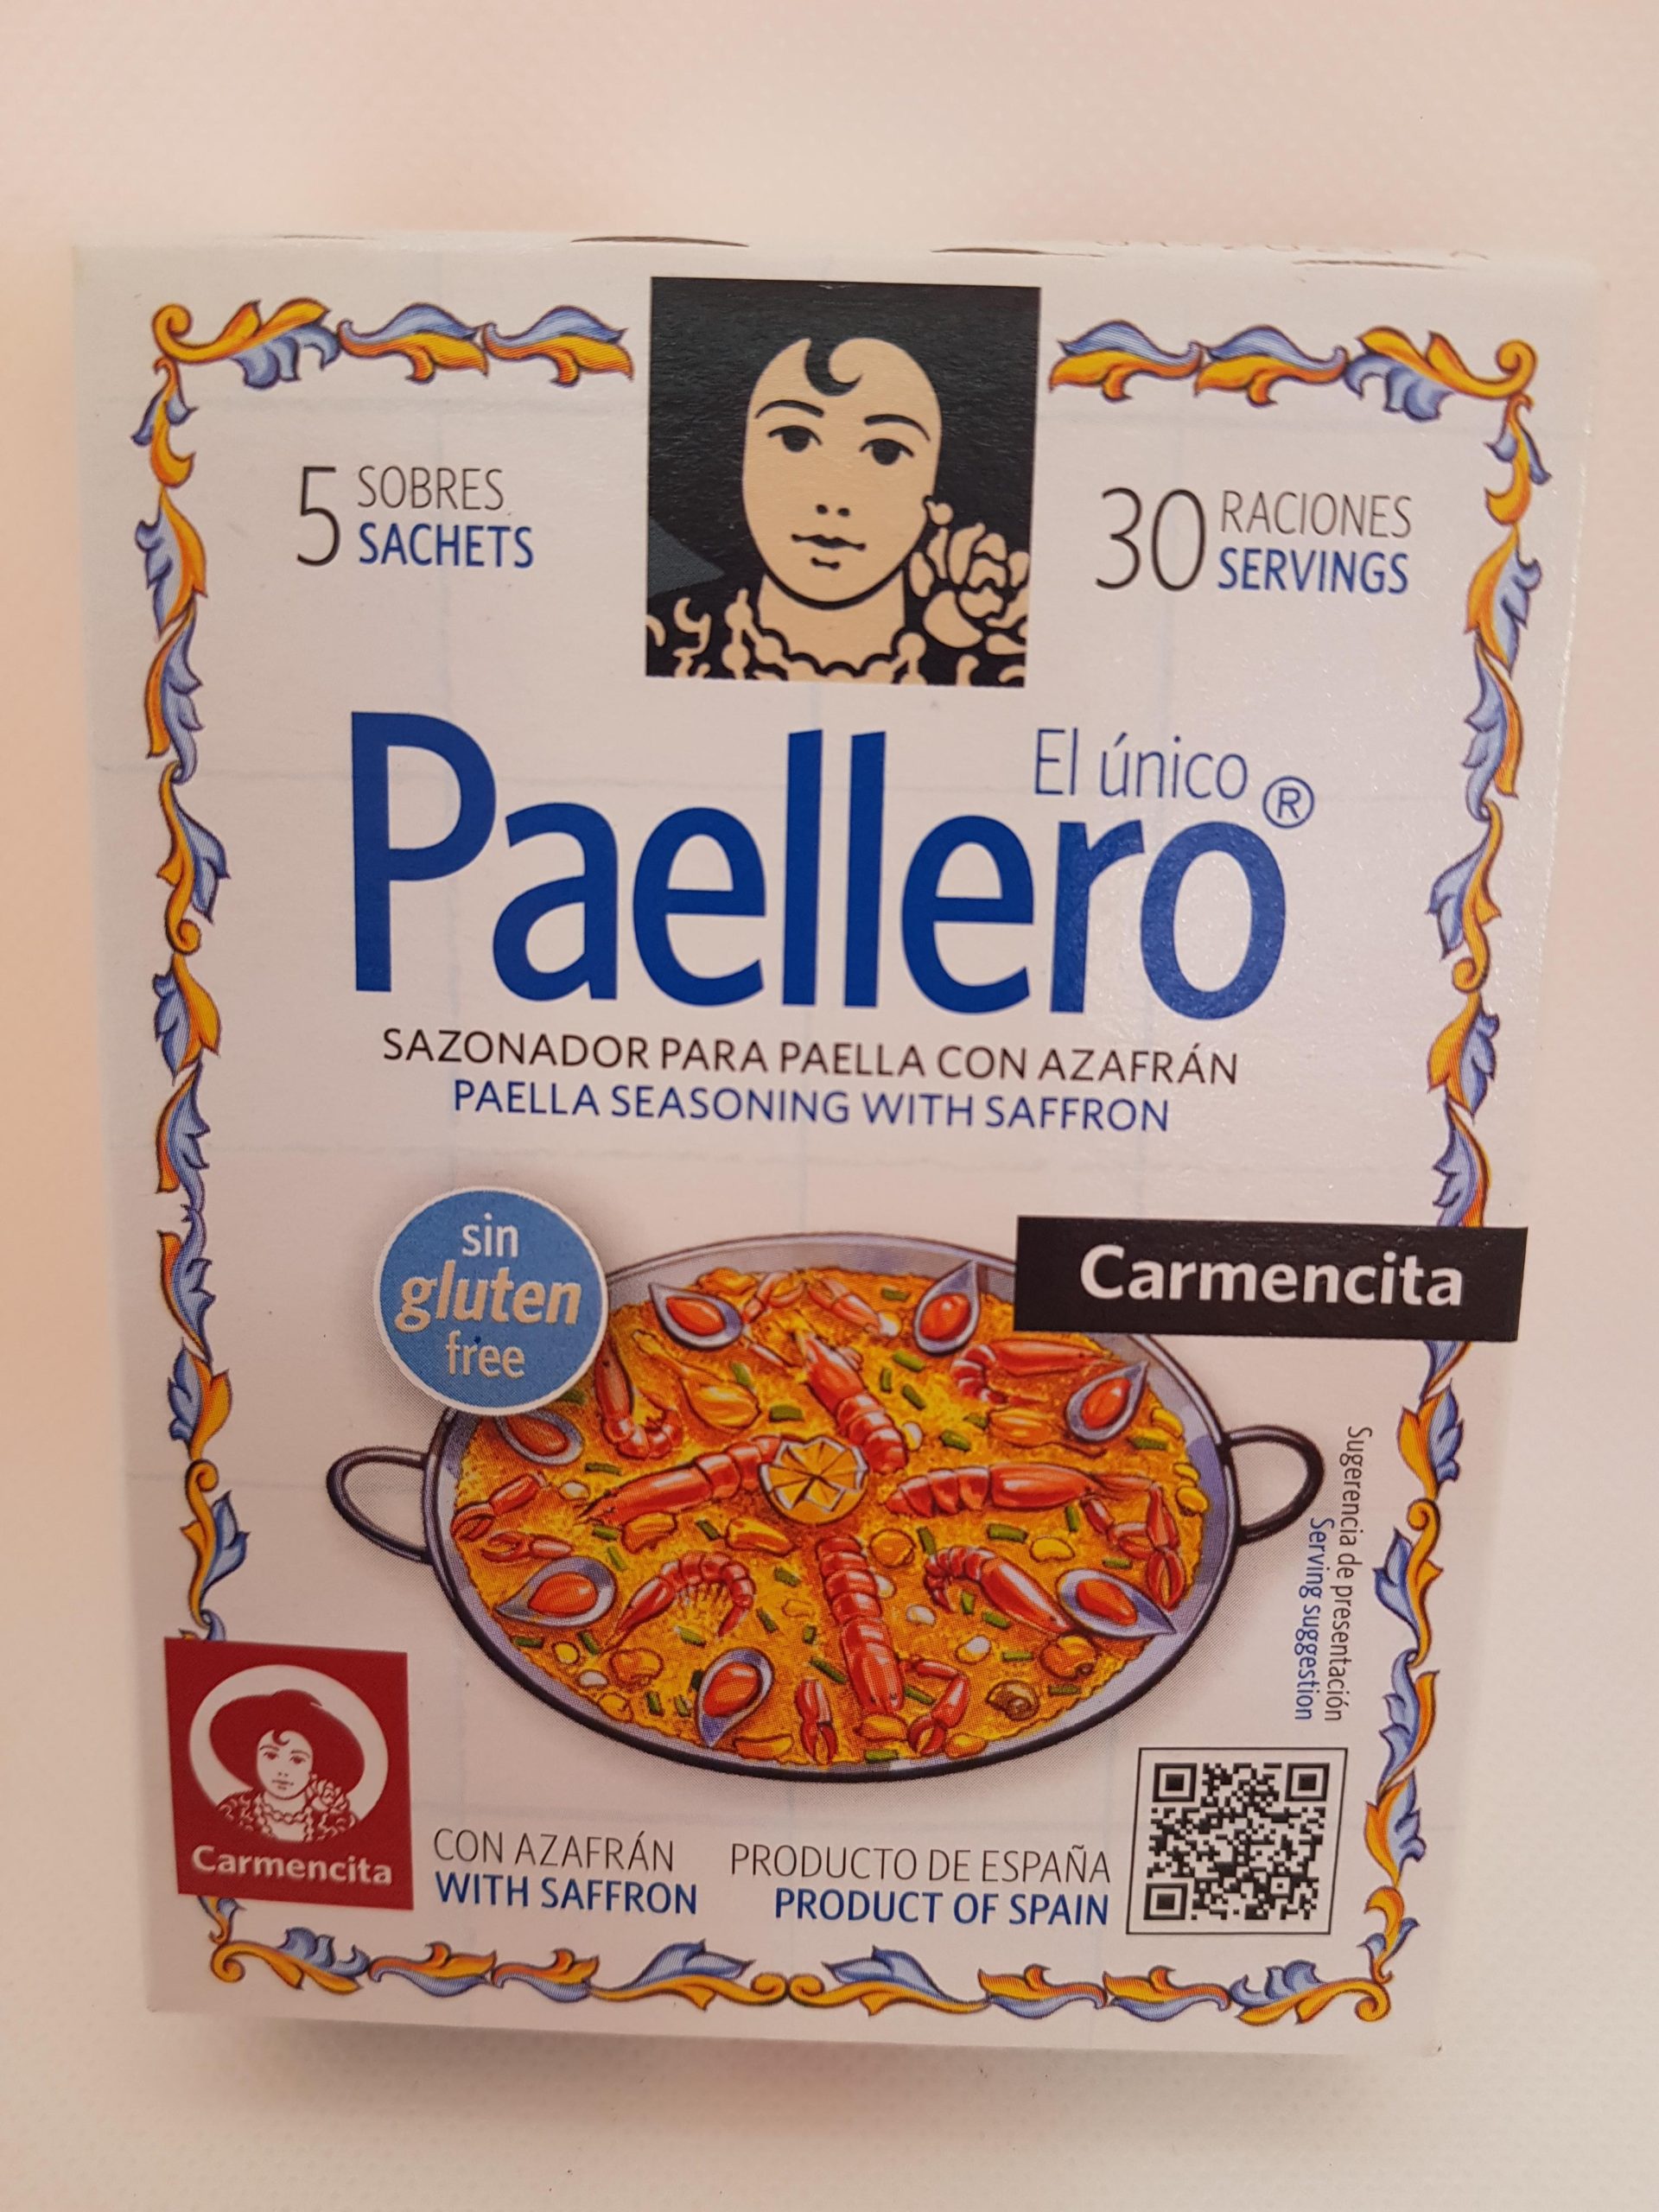 5 SOBRES
SACHETS
30 RACIONES
SERVINGS
El único
Paellero®
SAZONADOR PARA PAELLA CON AZAFRÁN
PAELLA SEASONING WITH SAFFRON
sin
gluten
free
Carmencita
Sugerencia de presentación
Serving suggestion
Carmencita
CON AZAFRÁN
WITH SAFFRON
PRODUCTO DE ESPAÑA
PRODUCT OF SPAIN